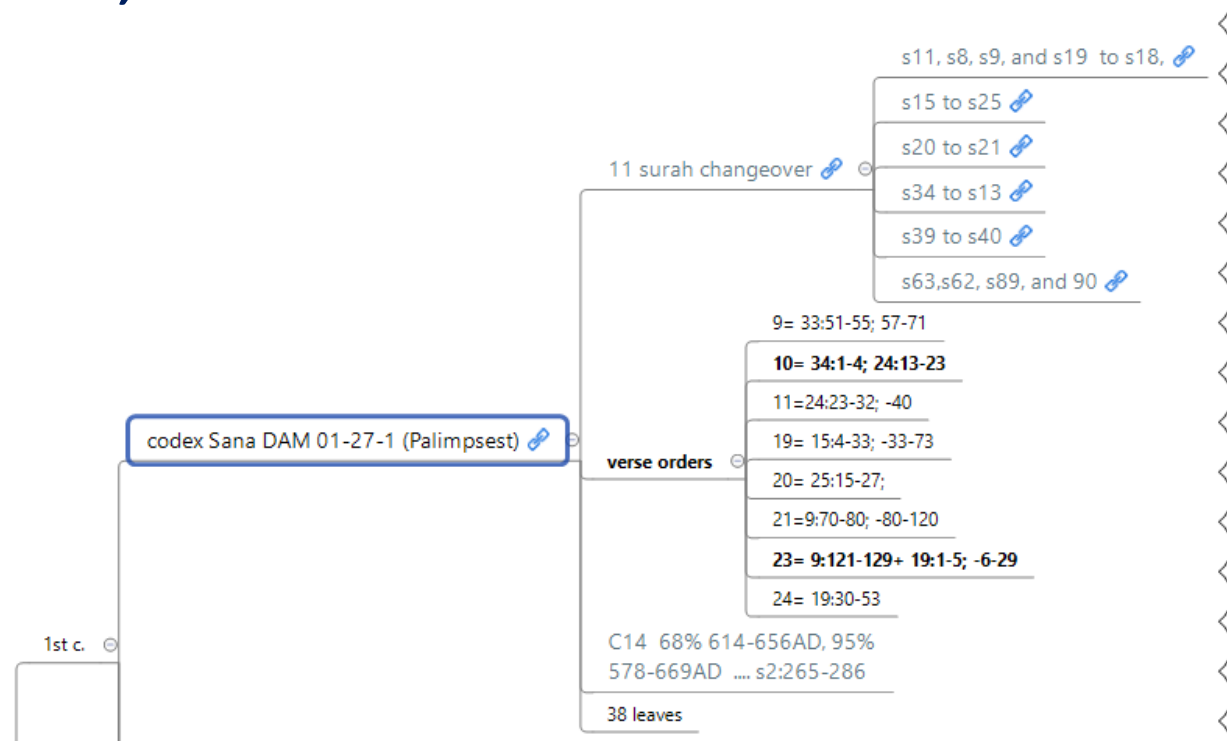 s11, s8, s9, and s19 to s18,
s15 to s25
s20 to s21
11 surah changeover
s34 to s13
s39 to s40
s63,s62, s89, and 90
9= 33:51-55; 57-71
10= 34:1-4; 24:13-23
11=24:23-32; -40
codex Sana DAM 01-27-1 (Palimpsest)
19= 15:4-33; -33-73
verse orders
20= 25:15-27;
21=9:70-80; -80-120
23= 9:121-129+ 19:1-5; -6-29
24= 19:30-53
1st c.
C14 68% 614-656AD, 95%
578-669AD .... s2:265-286
38 leaves